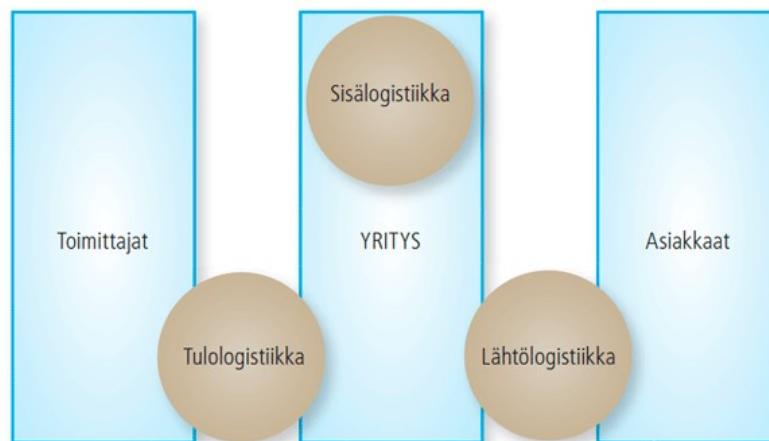 Sisälogistiikka
Toimittajat
YRITYS
Asiakkaat
Tulologistiikka
Lähtölogistiikka